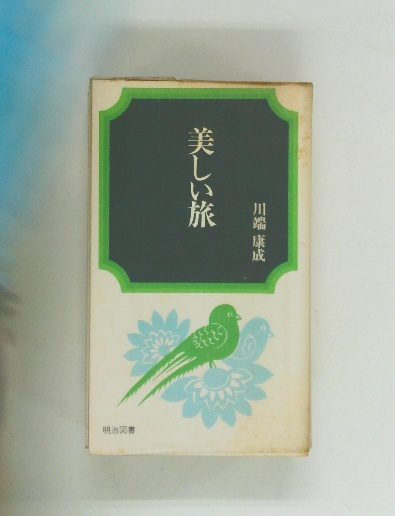 美しい旅
川端 康成
明治図書